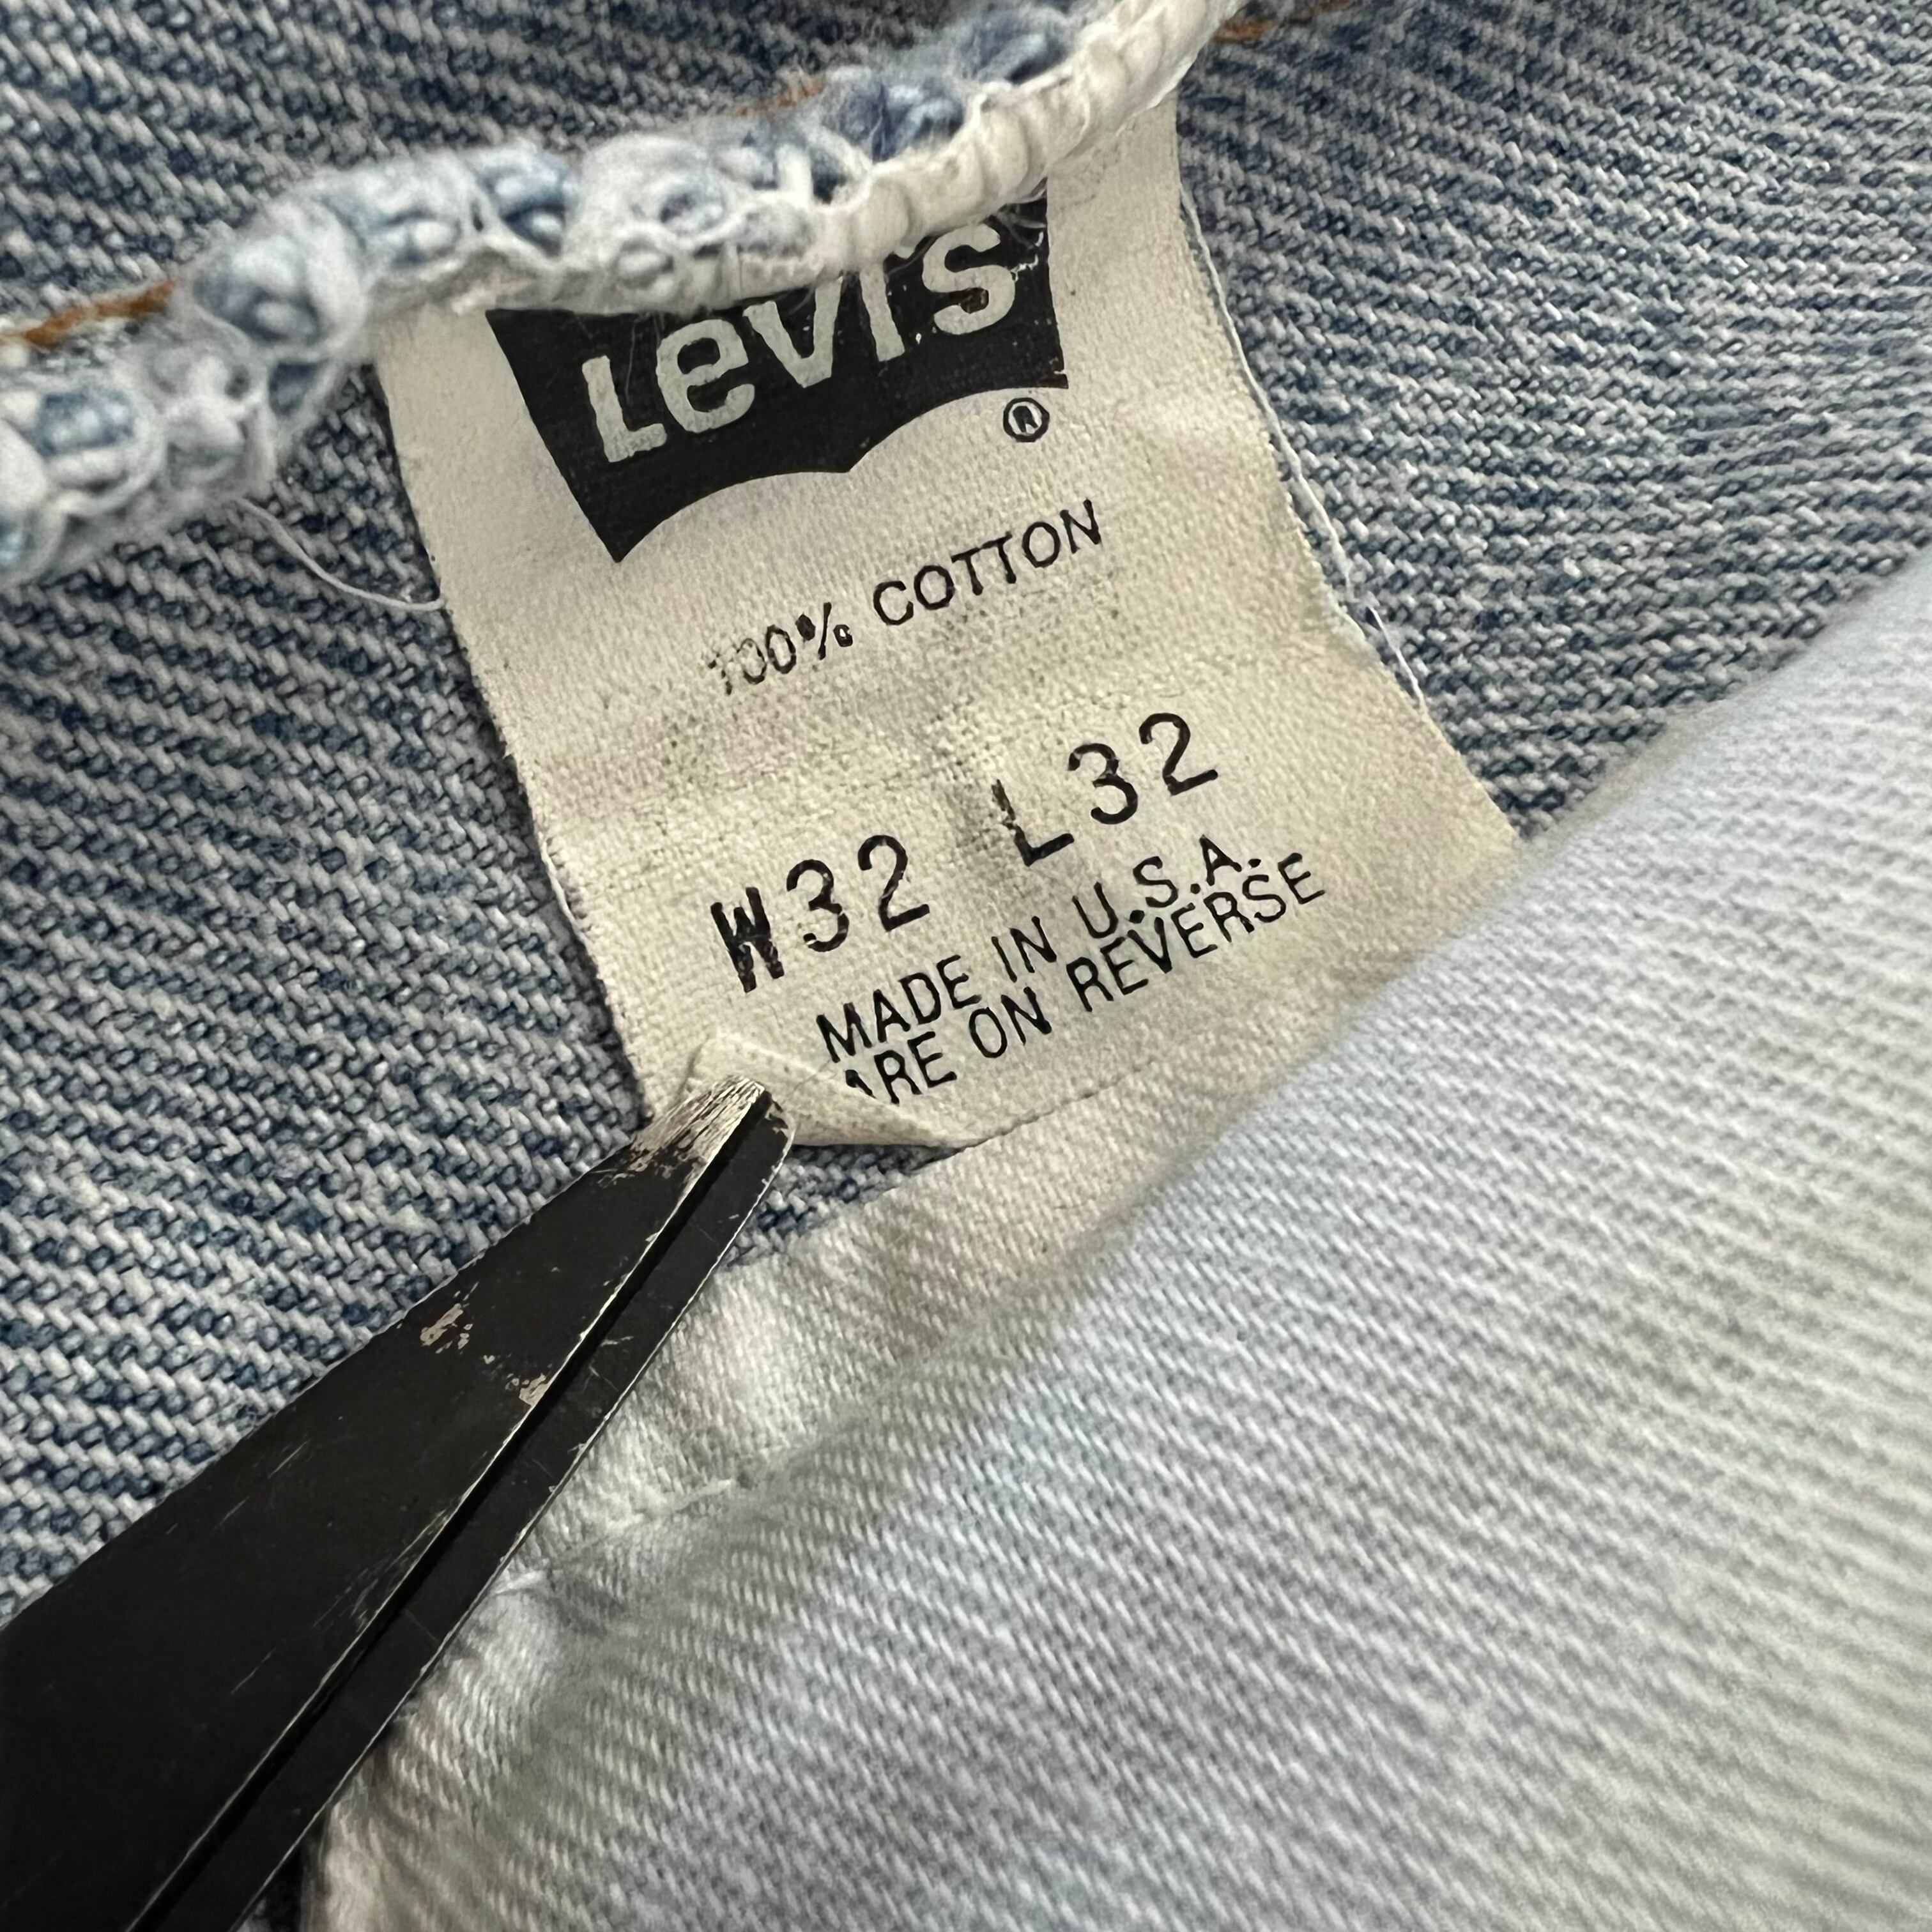 Levi's
®
100% COTTON
W32 L32
MADE IN U.S.A.
ARE ON REVERSE